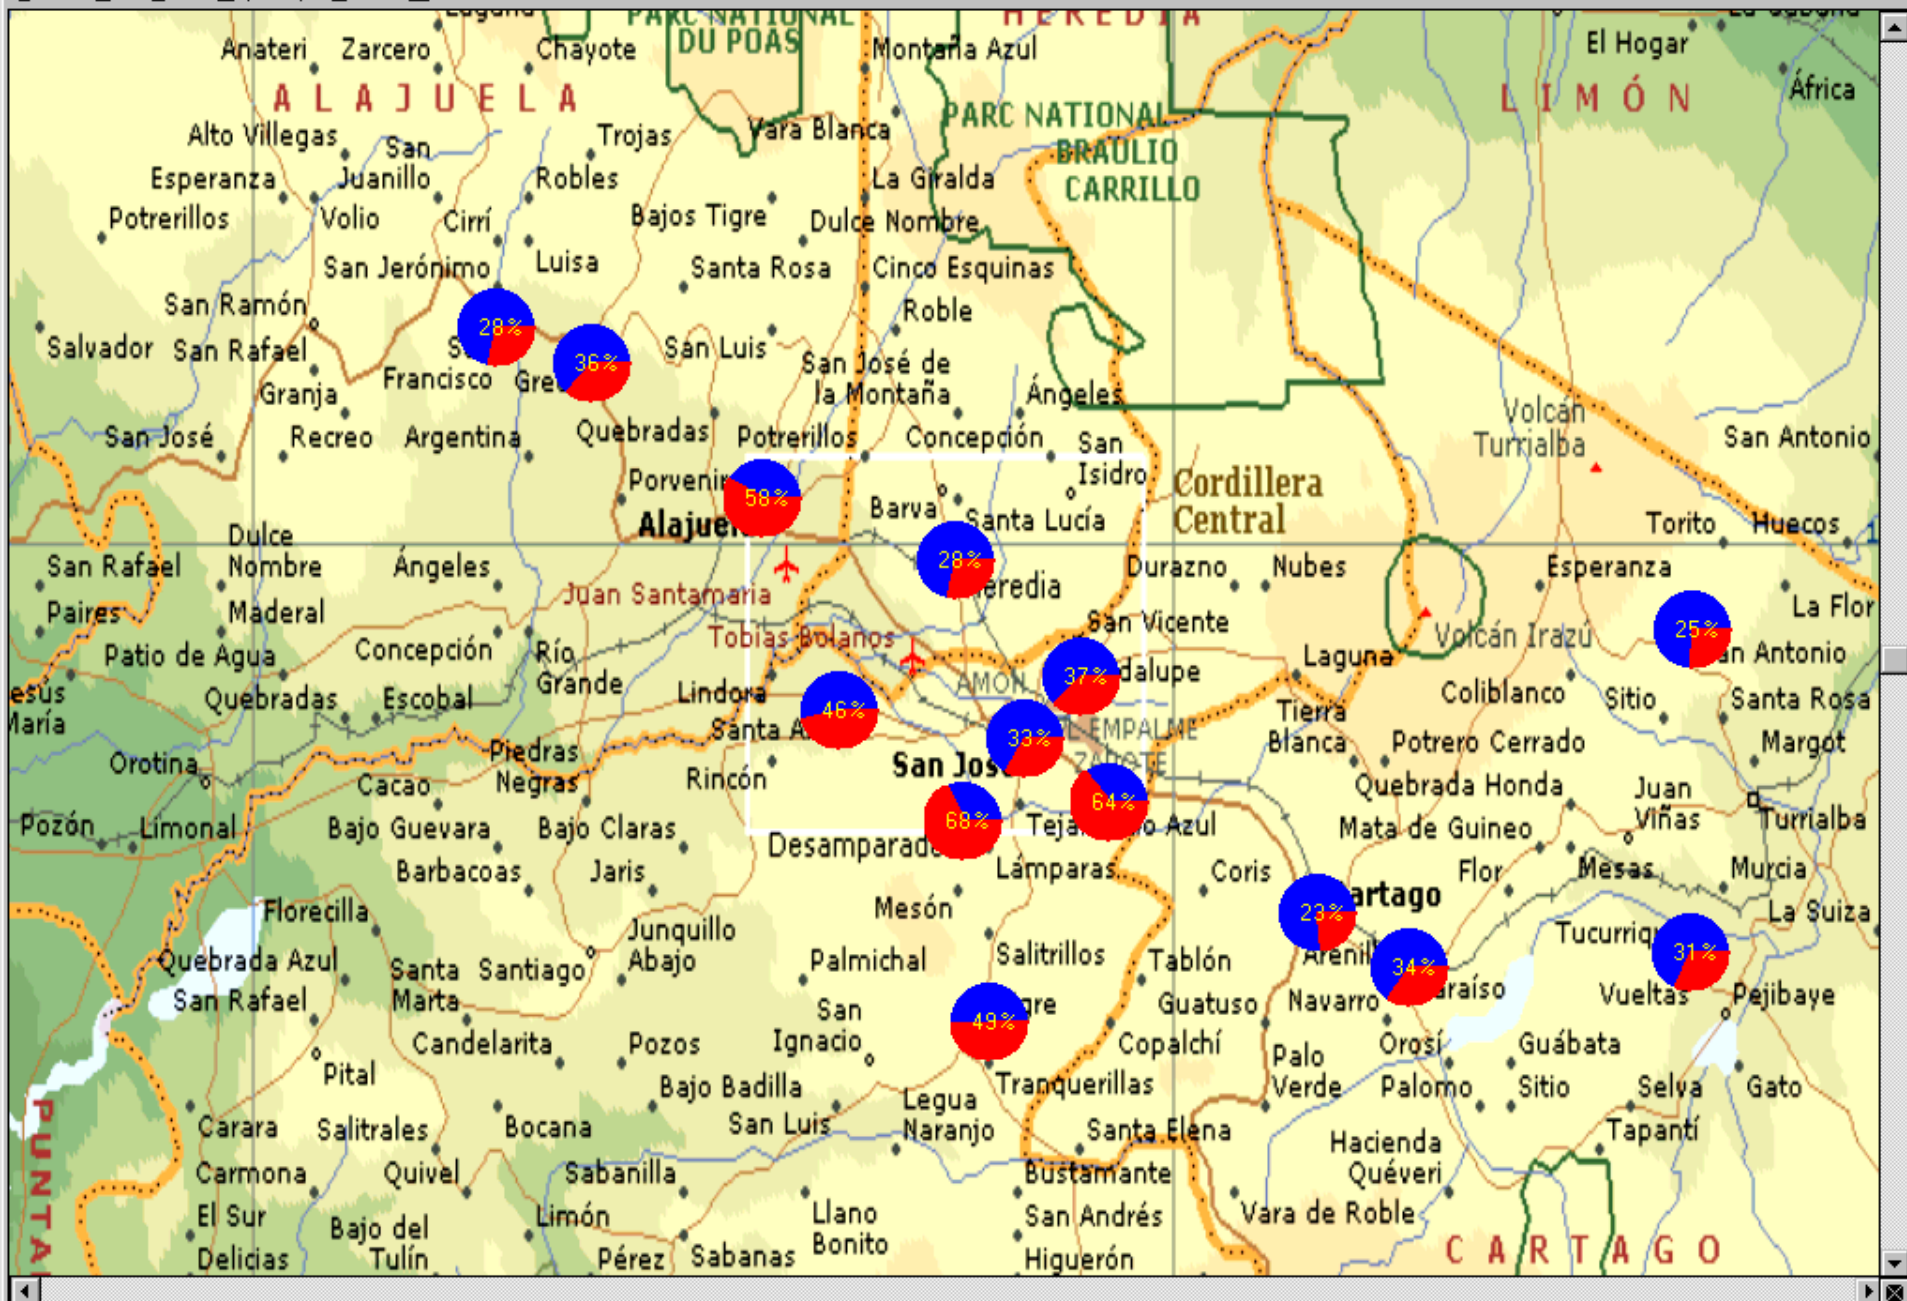 PARC NATIONAL
HEREDIA
DU POAS
Anateri Zarcero Chayote Montaña Azul El Hogar
ALAJUELA LIMÓN África
PARC NATIONAL
BRAULIO
CARRILLO
Alto Villegas San Trojas Vara Blanca
Esperanza Juanillo Robles La Giralda
Potrerillos Volio Cirrí Bajos Tigre Dulce Nombre
San Jerónimo Luisa Santa Rosa Cinco Esquinas
San Ramón Roble
28%
36%
Salvador San Rafael San Luis San José de
Francisco la Montaña Ángeles
Granja
Volcán
Turrialba
San José Recreo Argentina Quebradas Potrerillos Concepción San
Isidro San Antonio
Porvenir
58%
Cordillera
Central
Barva Santa Lucía
Torito Huecos
Dulce
San Rafael Nombre Ángeles
28%
Durazno Nubes Esperanza
Juan Santamaria
Paires Maderal
La Flor
San Vicente
Tobias Bolanos
Volcán Irazú
25%
Patio de Agua Concepción Río
Grande
Laguna
37%
AMON
Quebradas Escobal Lindora
Coliblanco Sitio Santa Rosa
46%
María
Tierra
Blanca
EMPALME
33%
ZAPOTE
Potrero Cerrado Margot
Orotina Piedras
Negras
Rincón
Cacao
64%
Quebrada Honda Juan
Viñas
68%
Pozón Limonal Bajo Guevara Bajo Claras
Azul Mata de Guineo Turrialba
Barbacoas Jaris Lámparas Coris Flor Mesas Murcia
Florecilla Mesón
23%
La Suiza
Junquillo
Abajo
Quebrada Azul Santa
Marta
Santiago Palmichal Salitrillos Tablón
34%
31%
San Rafael San
Ignacio
Guatuso Navarro Vueltas Pejibaye
49%
Candelarita Pozos Copalchí Orosí Guábata
Pital Palo
Verde
Bajo Badilla Tranquerillas Palomo Sitio Selva Gato
Carara Salitrales Bocana San Luis Legua
Naranjo
Santa Elena Tapantí
Hacienda
Quéveri
Carmona Quivel Sabanilla Bustamante
El Sur Bajo del
Tulín
Limón Llano
Bonito
San Andrés Vara de Roble
Delicias Pérez Sabanas Higuerón
CARTAGO